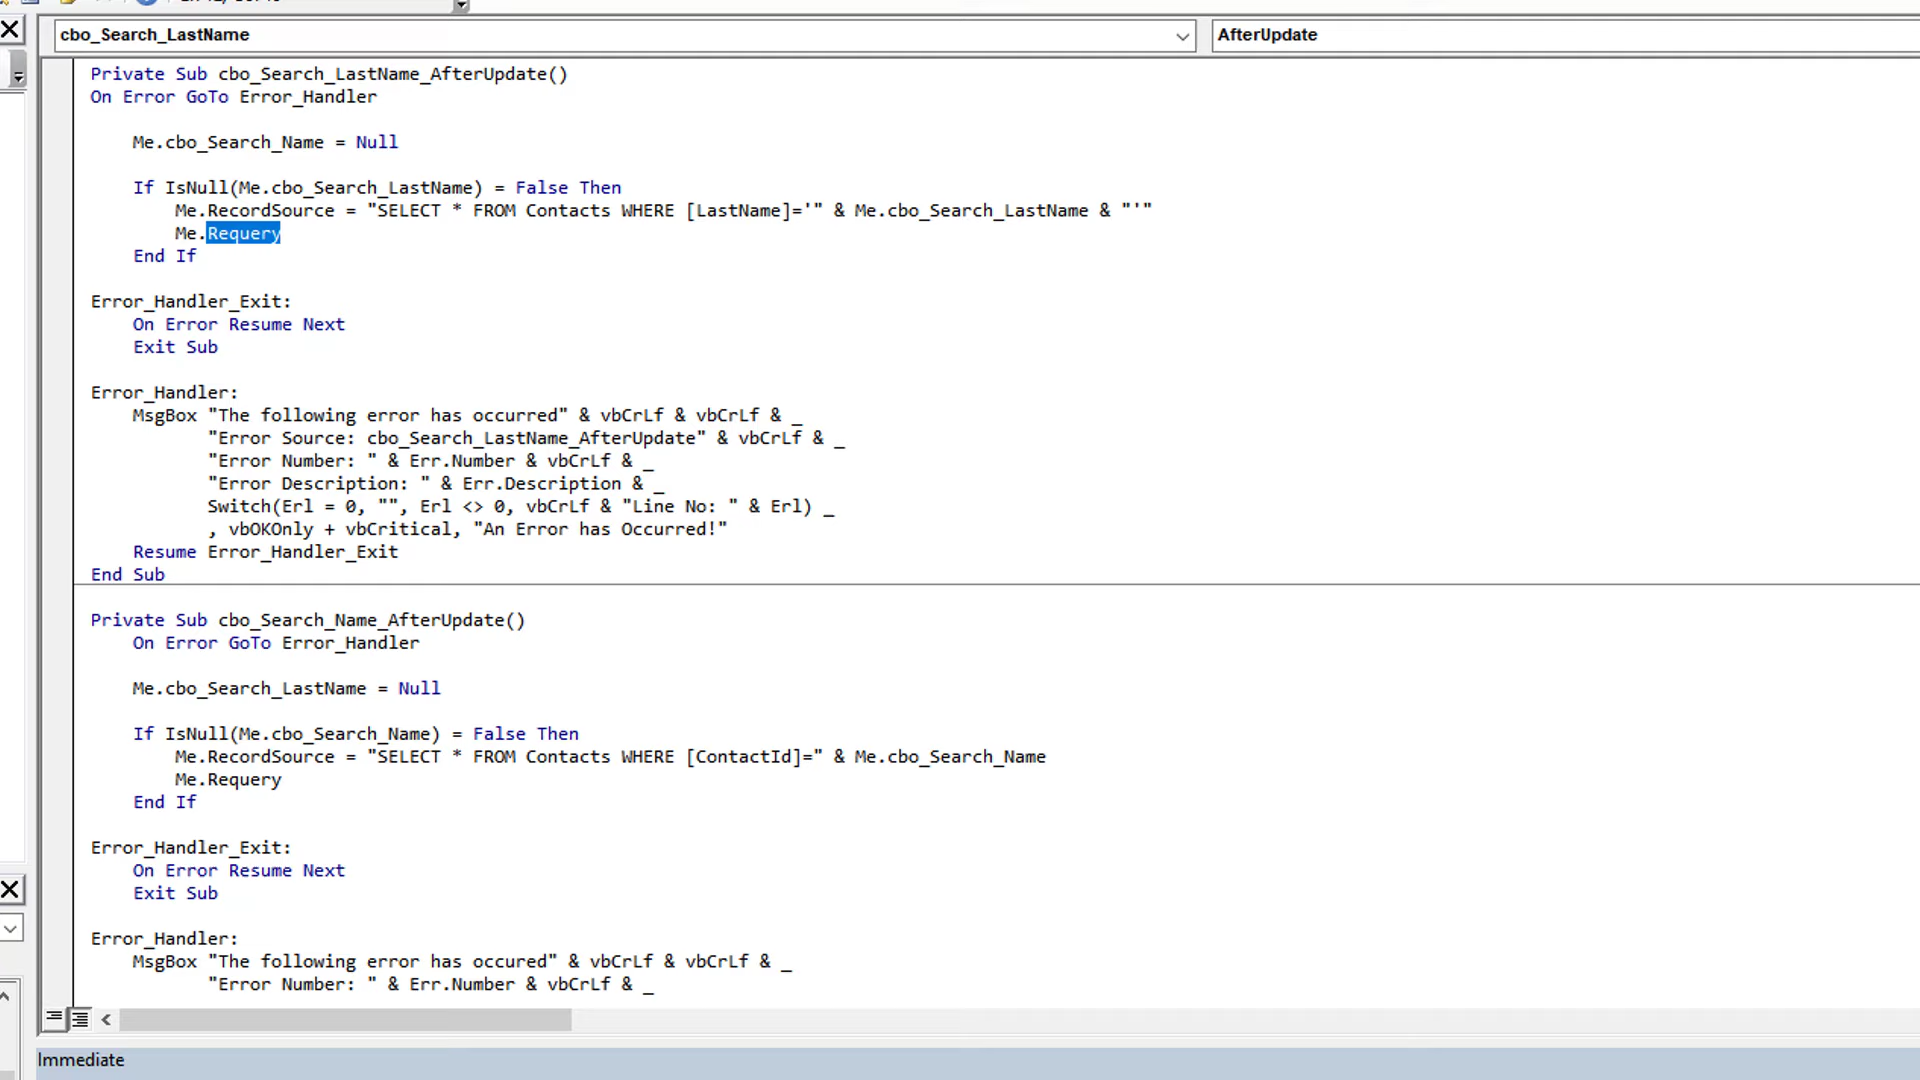 cbo_Search_LastName
AfterUpdate
Private Sub cbo_Search_LastName_AfterUpdate()
On Error GoTo Error_Handler
Me.cbo_Search_Name = Null
If IsNull(Me.cbo_Search_LastName) = False Then
Me.RecordSource = "SELECT * FROM Contacts WHERE [LastName]='" & Me.cbo_Search_LastName & "'"
Me.Requery
End If
Error_Handler_Exit:
On Error Resume Next
Exit Sub
Error_Handler:
MsgBox "The following error has occurred" & vbCrLf & vbCrLf & _
"Error Source: cbo_Search_LastName_AfterUpdate" & vbCrLf & _
"Error Number: " & Err.Number & vbCrLf & _
"Error Description: " & Err.Description & _
Switch(Erl = 0, "", Erl <> 0, vbCrLf & "Line No: " & Erl) _
, vbOKOnly + vbCritical, "An Error has Occurred!"
Resume Error_Handler_Exit
End Sub
Private Sub cbo_Search_Name_AfterUpdate()
On Error GoTo Error_Handler
Me.cbo_Search_LastName = Null
If IsNull(Me.cbo_Search_Name) = False Then
Me.RecordSource = "SELECT * FROM Contacts WHERE [ContactId]=" & Me.cbo_Search_Name
Me.Requery
End If
Error_Handler_Exit:
On Error Resume Next
Exit Sub
Error_Handler:
MsgBox "The following error has occured" & vbCrLf & vbCrLf & _
"Error Number: " & Err.Number & vbCrLf & _
Immediate